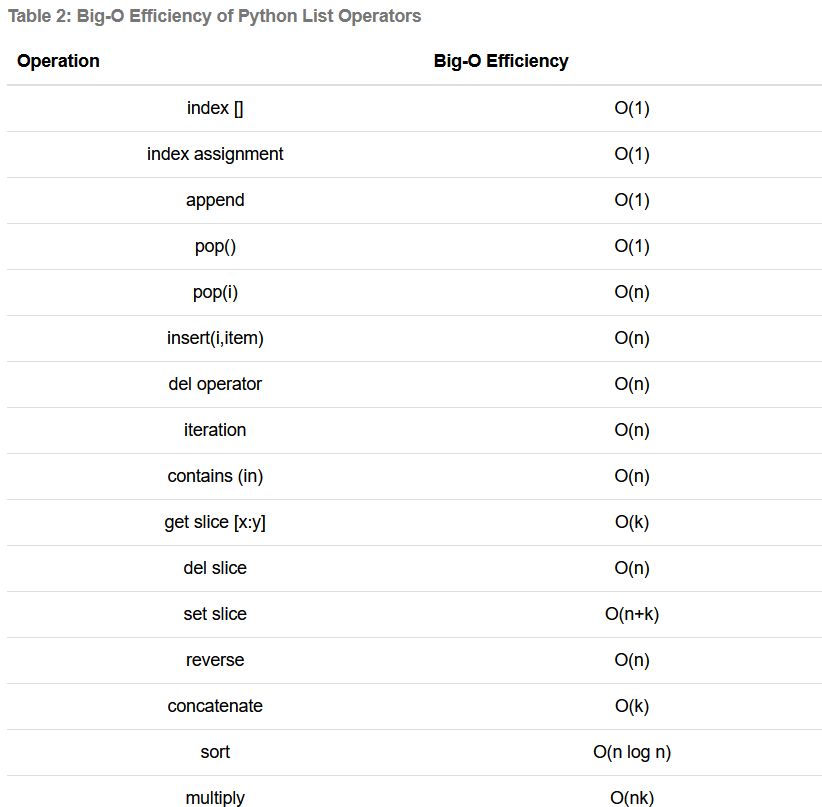 Table 2: Big-O Efficiency of Python List Operators
Operation Big-O Efficiency
index [] O(1)
index assignment O(1)
append O(1)
pop() O(1)
pop(i) O(n)
insert(i,item) O(n)
del operator O(n)
iteration O(n)
contains (in) O(n)
get slice [x:y] O(k)
del slice O(n)
set slice O(n+k)
reverse O(n)
concatenate O(k)
sort O(n log n)
multiply O(nk)